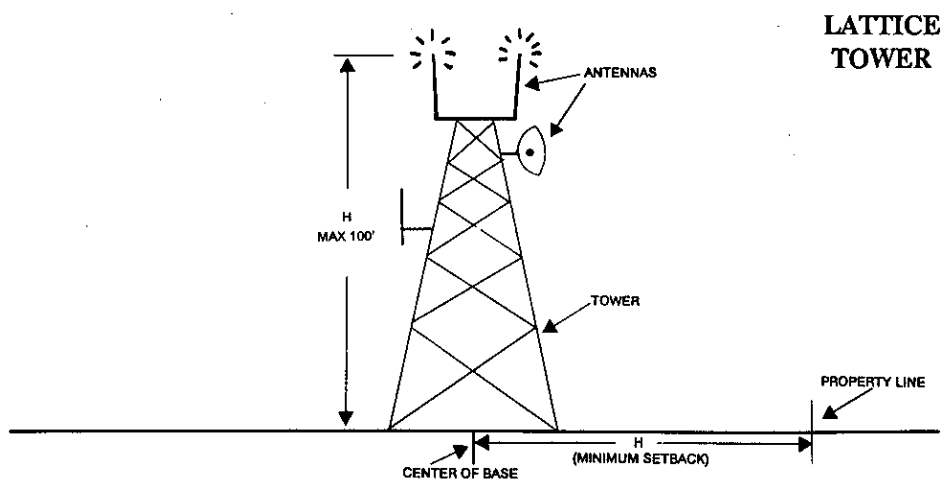 LATTICE
TOWER
ANTENNAS
H
MAX 100'
TOWER
PROPERTY LINE
H
(MINIMUM SETBACK)
CENTER OF BASE